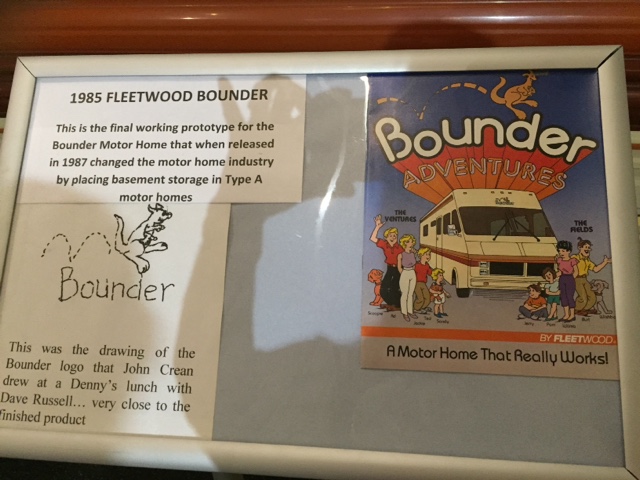 1985 FLEETWOOD BOUNDER
This is the final working prototype for the
Bounder Motor Home that when released
in 1987 changed the motor home industry
by placing basement storage in Type A
motor homes
Bounder
This was the drawing of the
Bounder logo that John Crean
drew at a Denny's lunch with
Dave Russell... very close to the
finished product
Bounder
ADVENTURES
THE
VENTURES
THE
FIELDS
BY FLEETWOOD
A Motor Home That Really Works!